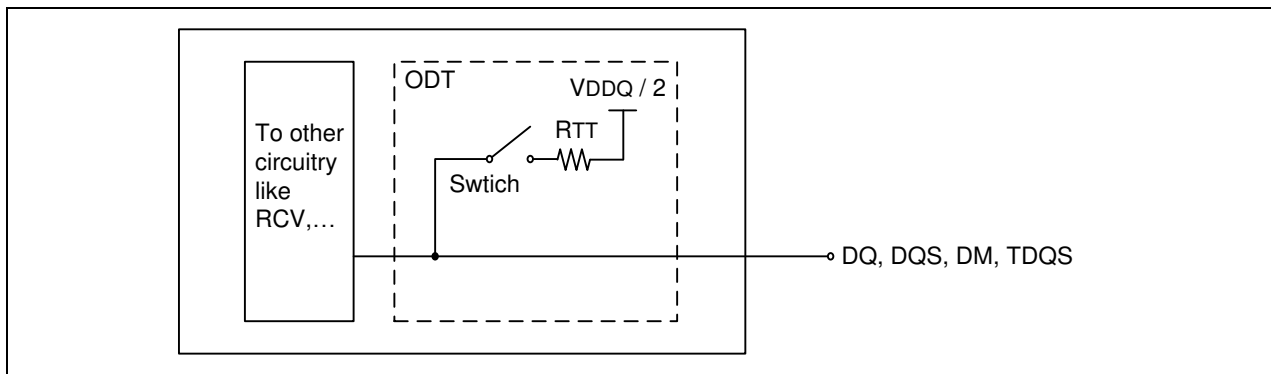 ODT
VDDQ / 2
RTT
Swtich
To other
circuitry
like
RCV,...
DQ, DQS, DM, TDQS